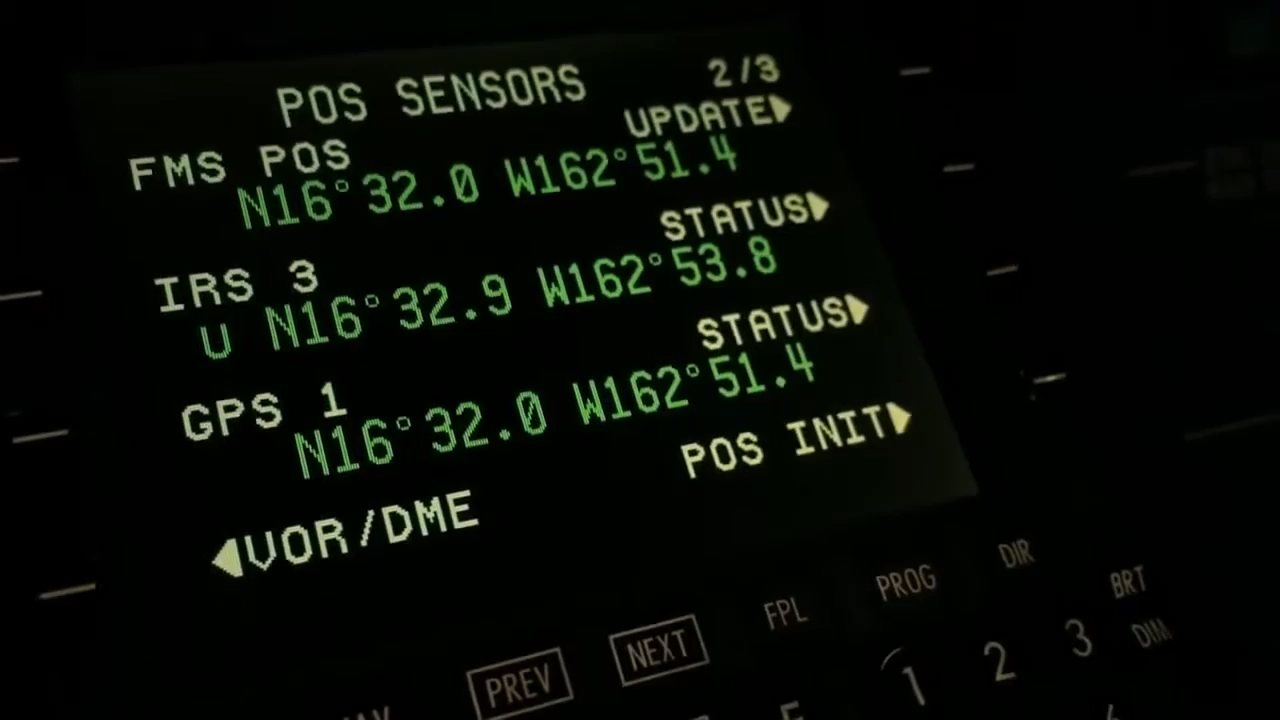 POS SENSORS 2/3
FMS POS UPDATE▶
N16°32.0 W162°51.4
IRS 3 STATUS▶
U N16°32.9 W162°53.8
GPS 1 STATUS▶
N16°32.0 W162°51.4
POS INIT▶
◀VOR/DME
PREV NEXT FPL PROG DIR BRT
DIM
1 2 3